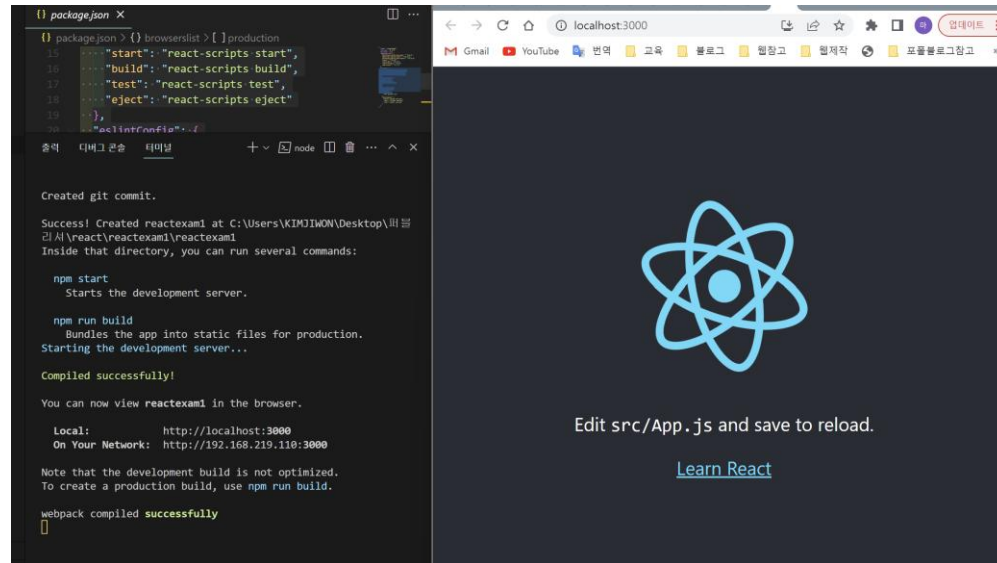 {} package.json ×
{} package.json > {} browserslist > [ ] production
15 "start": "react-scripts start",
16 "build": "react-scripts build",
17 "test": "react-scripts test",
18 "eject": "react-scripts eject"
19 },
20 "eslintConfig": {
출력 디버그 콘솔 터미널 node
Created git commit.
Success! Created reactexam1 at C:\Users\KIMJIWON\Desktop\퍼블
리셔\react\reactexam1\reactexam1
Inside that directory, you can run several commands:
npm start
Starts the development server.
npm run build
Bundles the app into static files for production.
Starting the development server...
Compiled successfully!
You can now view reactexam1 in the browser.
Local: http://localhost:3000
On Your Network: http://192.168.219.110:3000
Note that the development build is not optimized.
To create a production build, use npm run build.
webpack compiled successfully
localhost:3000 업데이트
Gmail YouTube 번역 교육 블로그 웹참고 웹제작 포폴블로그참고
Edit src/App.js and save to reload.
Learn React